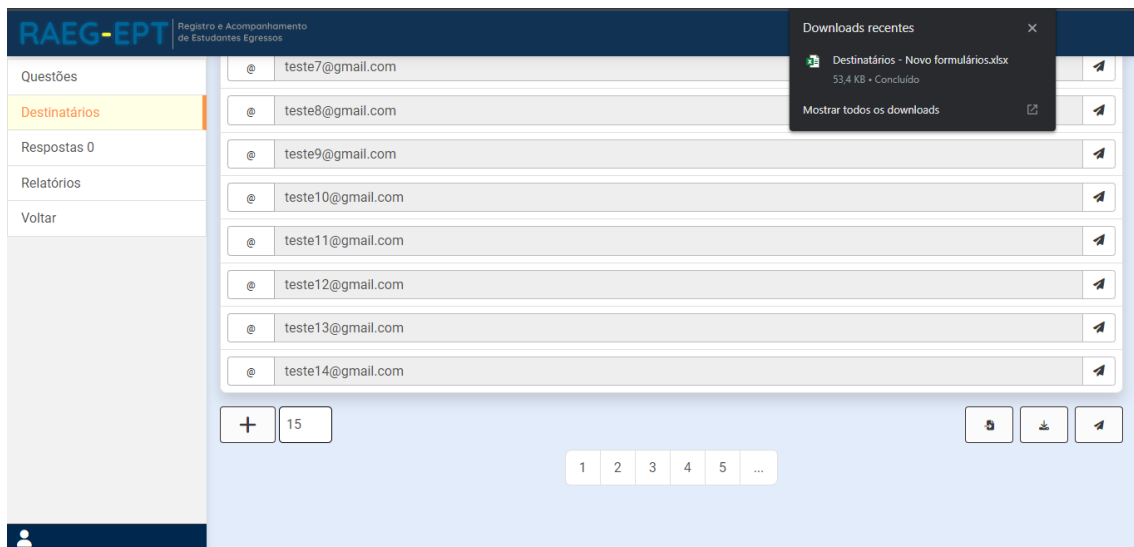 RAEG-EPT
Registro e Acompanhamento
de Estudantes Egressos
Downloads recentes
Destinatários - Novo formulários.xlsx
53,4 KB • Concluído
Mostrar todos os downloads
Questões
Destinatários
Respostas 0
Relatórios
Voltar
@ teste7@gmail.com
@ teste8@gmail.com
@ teste9@gmail.com
@ teste10@gmail.com
@ teste11@gmail.com
@ teste12@gmail.com
@ teste13@gmail.com
@ teste14@gmail.com
+ 15
1 2 3 4 5 ...